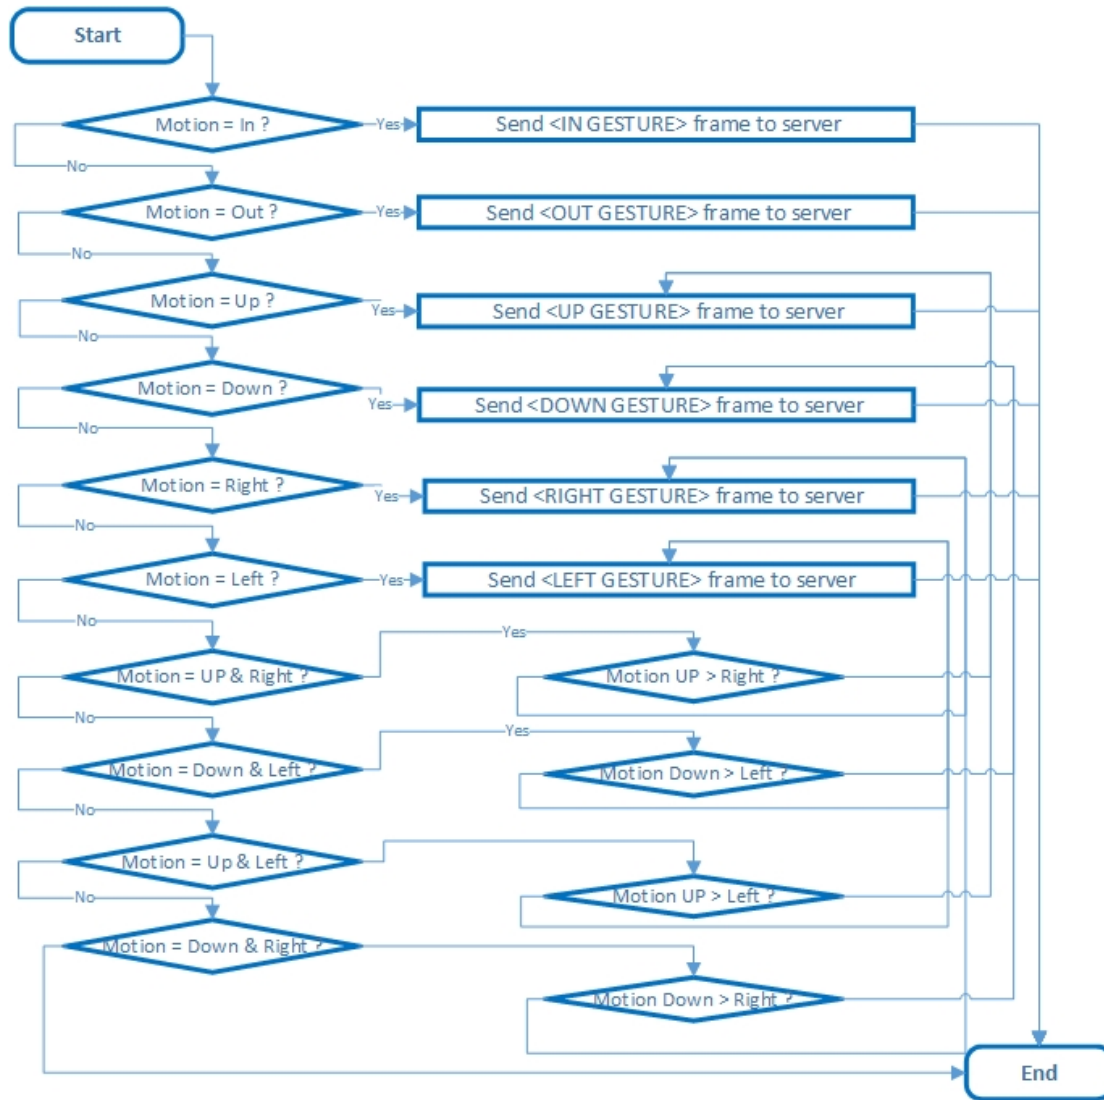 Start
Motion = In ?
Yes
Send <IN GESTURE> frame to server
No
Motion = Out ?
Yes
Send <OUT GESTURE> frame to server
No
Motion = Up ?
Yes
Send <UP GESTURE> frame to server
No
Motion = Down ?
Yes
Send <DOWN GESTURE> frame to server
No
Motion = Right ?
Yes
Send <RIGHT GESTURE> frame to server
No
Motion = Left ?
Yes
Send <LEFT GESTURE> frame to server
No
Yes
Motion = UP & Right ?
Motion UP > Right ?
No
Yes
Motion = Down & Left ?
Motion Down > Left ?
No
Motion = Up & Left ?
Motion UP > Left ?
No
Motion = Down & Right ?
Motion Down > Right ?
End